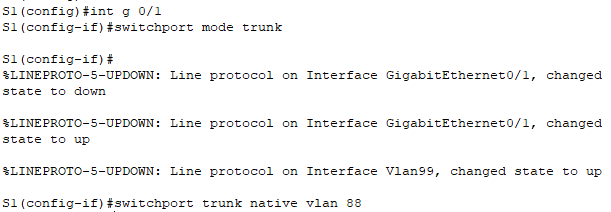 S1(config)#int g 0/1
S1(config-if)#switchport mode trunk
S1(config-if)#
%LINEPROTO-5-UPDOWN: Line protocol on Interface GigabitEthernet0/1, changed
state to down
%LINEPROTO-5-UPDOWN: Line protocol on Interface GigabitEthernet0/1, changed
state to up
%LINEPROTO-5-UPDOWN: Line protocol on Interface Vlan99, changed state to up
S1(config-if)#switchport trunk native vlan 88